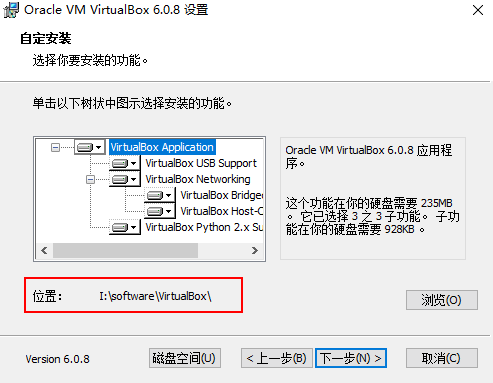 Oracle VM VirtualBox 6.0.8 设置
自定安装
选择你要安装的功能。
单击以下树状中图示选择安装的功能。
VirtualBox Application
VirtualBox USB Support
VirtualBox Networking
VirtualBox Bridgec
VirtualBox Host-C
VirtualBox Python 2.x Su
Oracle VM VirtualBox 6.0.8 应用程
序。
这个功能在你的硬盘需要 235MB
。 它已选择 3 之 3 子功能。 子功
能在你的硬盘需要 928KB 。
位置： I:\software\VirtualBox\
浏览(O)
Version 6.0.8
磁盘空间(U)
< 上一步(B)
下一步(N) >
取消(C)